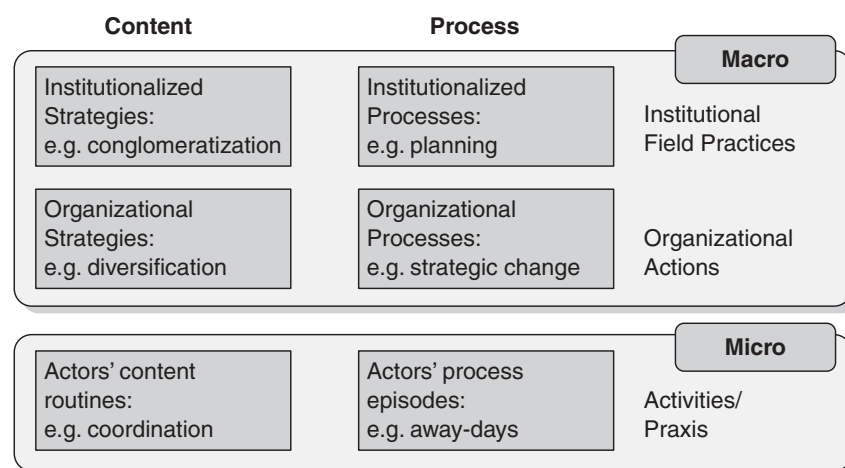 Content
Process
Macro
Institutionalized
Strategies:
e.g. conglomeratization
Institutionalized
Processes:
e.g. planning
Institutional
Field Practices
Organizational
Strategies:
e.g. diversification
Organizational
Processes:
e.g. strategic change
Organizational
Actions
Micro
Actors’ content
routines:
e.g. coordination
Actors’ process
episodes:
e.g. away-days
Activities/
Praxis